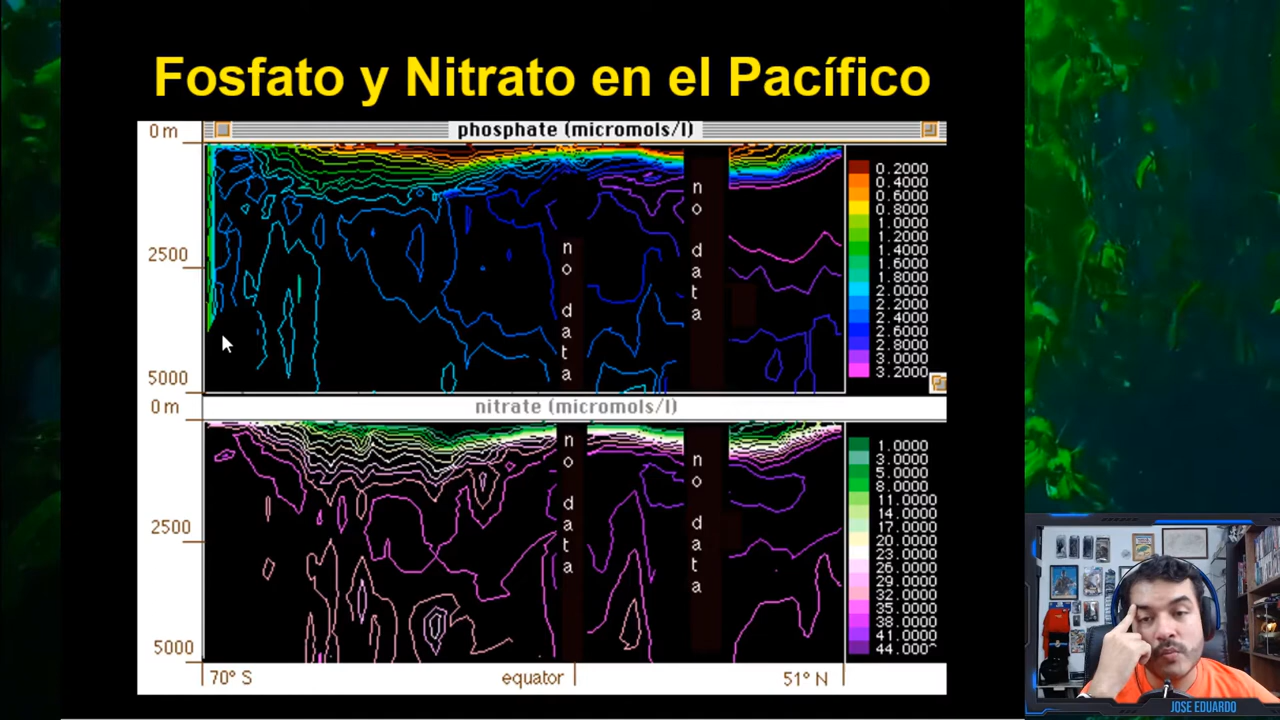 Fosfato y Nitrato en el Pacífico
phosphate (micromols/l)
0 m
2500
5000
no data
no data
0.2000
0.4000
0.6000
0.8000
1.0000
1.2000
1.4000
1.6000
1.8000
2.0000
2.2000
2.4000
2.6000
2.8000
3.0000
3.2000
nitrate (micromols/l)
0 m
2500
5000
no data
no data
1.0000
3.0000
5.0000
8.0000
11.0000
14.0000
17.0000
20.0000
23.0000
26.0000
29.0000
32.0000
35.0000
38.0000
41.0000
44.000
70° S
equator
51° N
JOSE EDUARDO